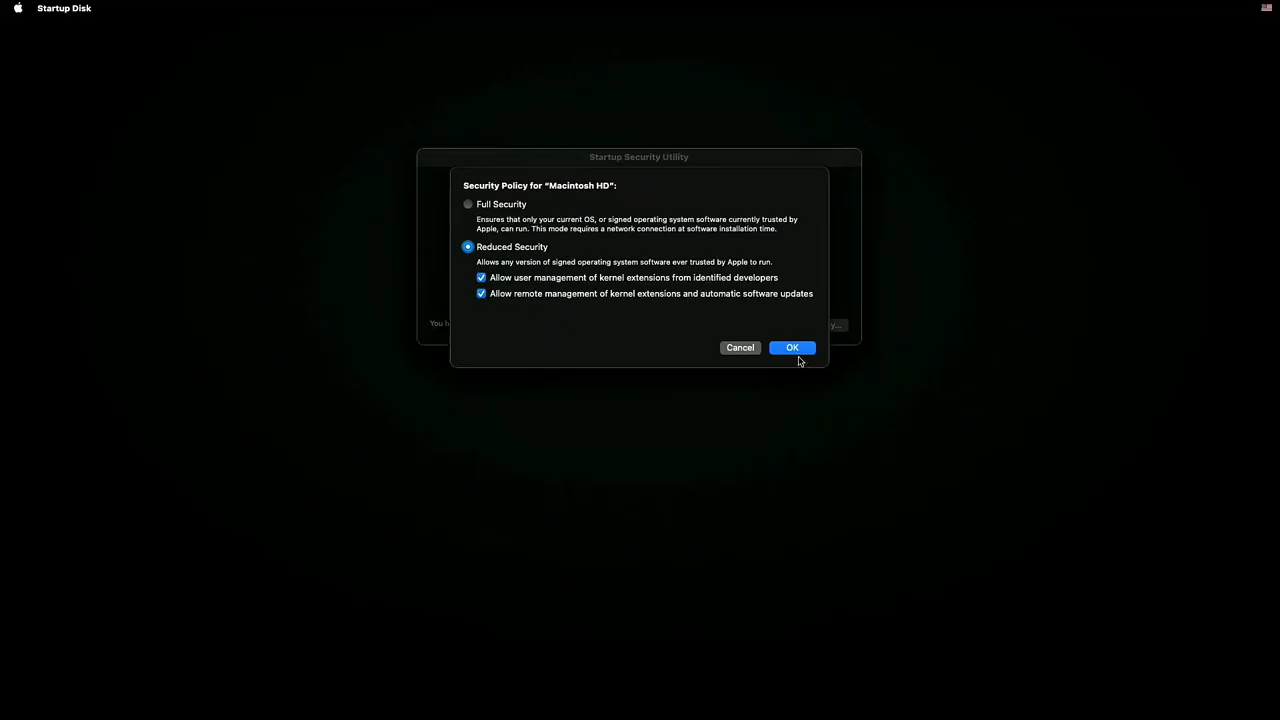 Startup Disk
Startup Security Utility
Security Policy for “Macintosh HD”:
Full Security
Ensures that only your current OS, or signed operating system software currently trusted by
Apple, can run. This mode requires a network connection at software installation time.
Reduced Security
Allows any version of signed operating system software ever trusted by Apple to run.
Allow user management of kernel extensions from identified developers
Allow remote management of kernel extensions and automatic software updates
You h
y...
Cancel
OK